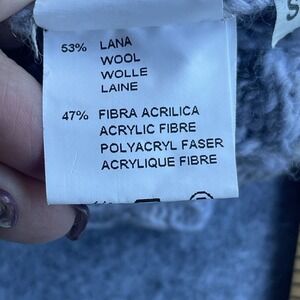 53% LANA
WOOL
WOLLE
LAINE
47% FIBRA ACRILICA
ACRYLIC FIBRE
POLYACRYL FASER
ACRYLIQUE FIBRE
S